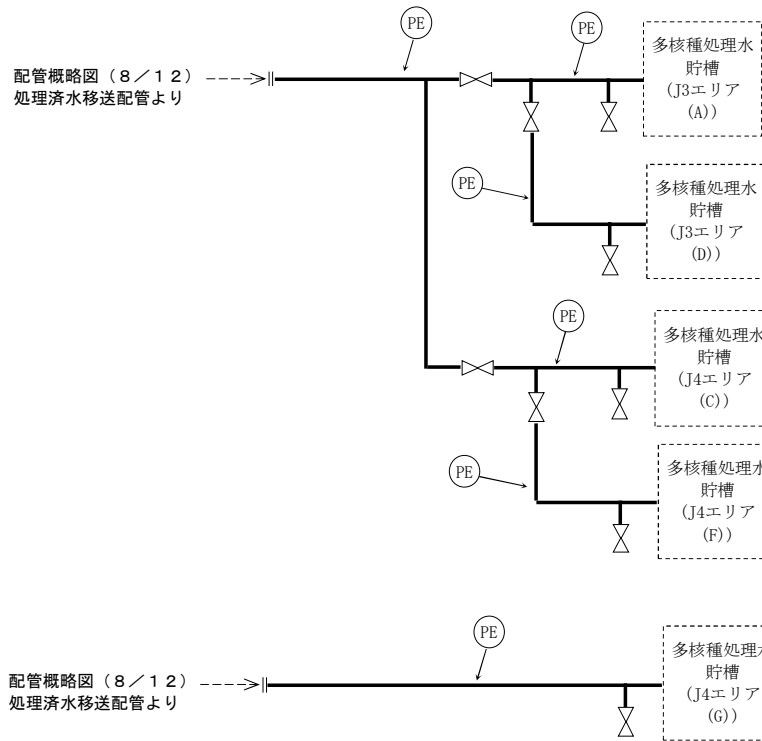 PE
PE
配管概略図（８／１２）
処理済水移送配管より
多核種処理水
貯槽
(J3エリア
(A))
PE
多核種処理水
貯槽
(J3エリア
(D))
PE
多核種処理水
貯槽
(J4エリア
(C))
PE
多核種処理水
貯槽
(J4エリア
(F))
PE
配管概略図（８／１２）
処理済水移送配管より
多核種処理水
貯槽
(J4エリア
(G))